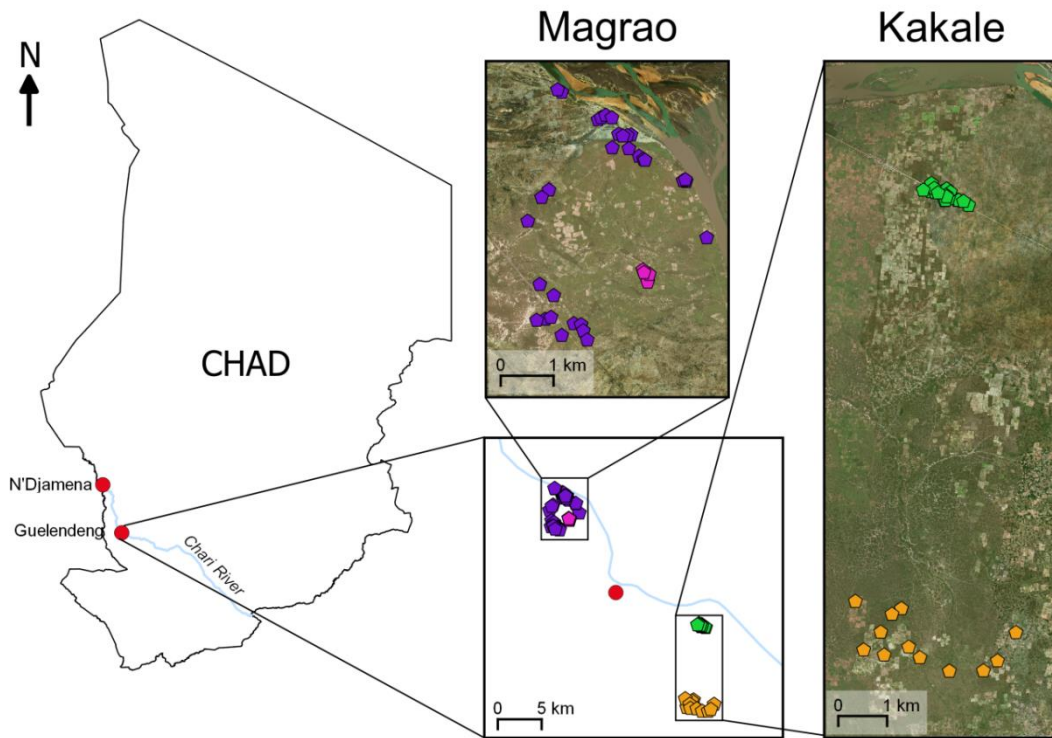 Magrao
Kakale
N
CHAD
0 1 km
N'Djamena
Guelendeng
Chari River
0 5 km
0 1 km